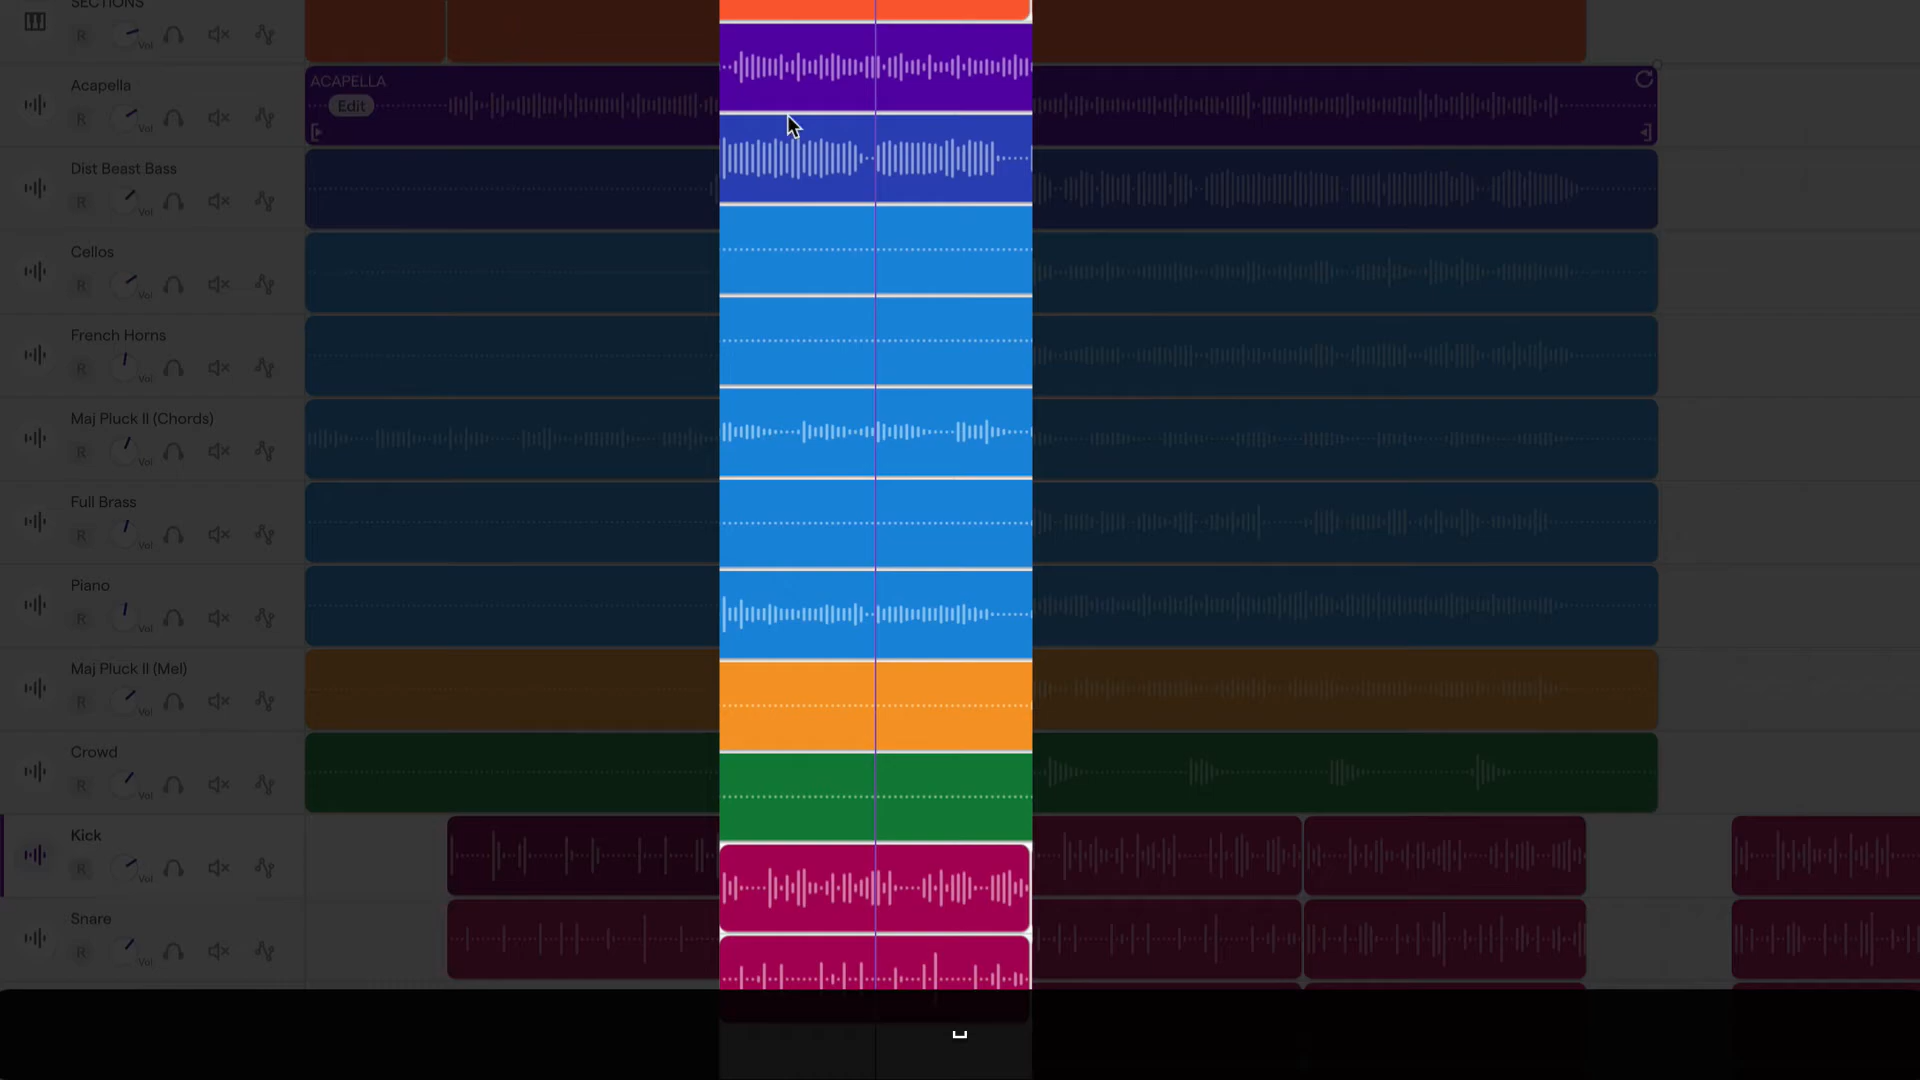 SECTIONS
R
Vol
Acapella
R
Vol
ACAPELLA
Edit
Dist Beast Bass
R
Vol
Cellos
R
Vol
French Horns
R
Vol
Maj Pluck II (Chords)
R
Vol
Full Brass
R
Vol
Piano
R
Vol
Maj Pluck II (Mel)
R
Vol
Crowd
R
Vol
Kick
R
Vol
Snare
R
Vol